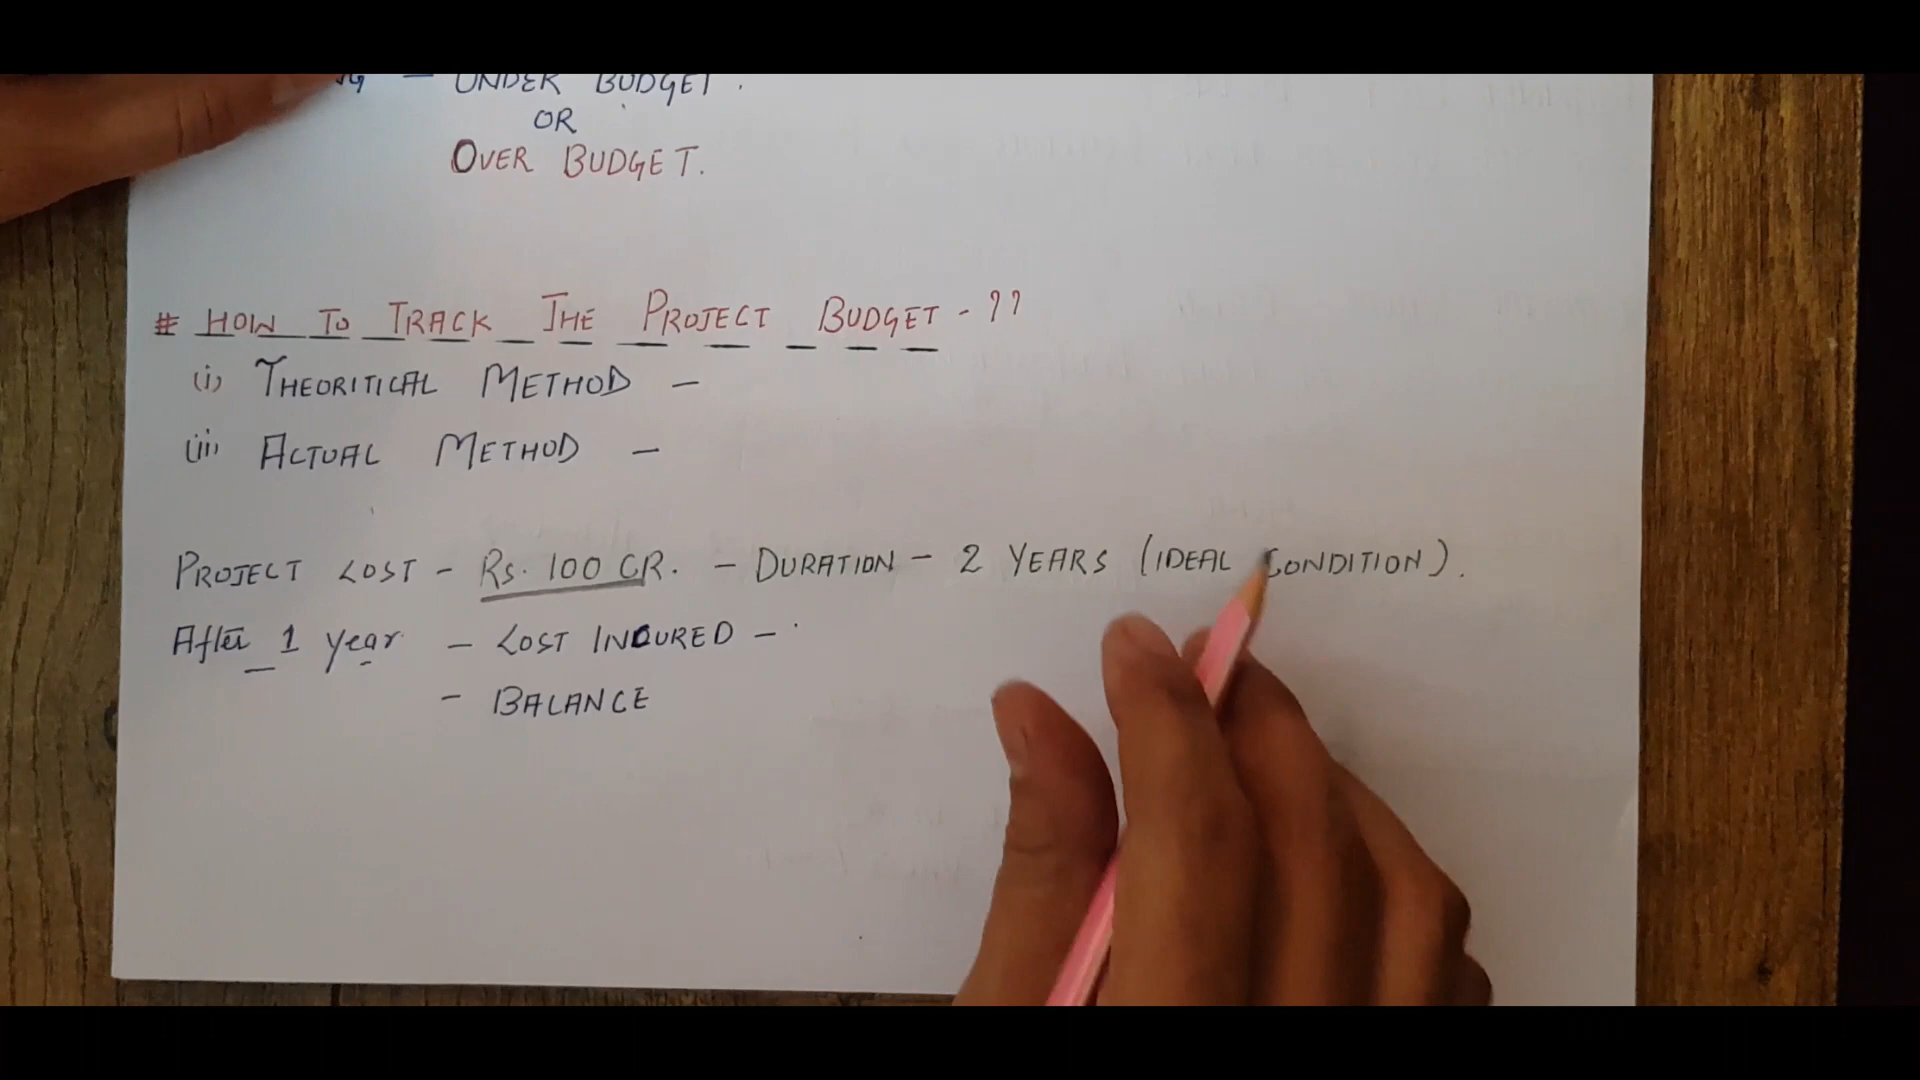 — UNDER BUDGET.
OR
OVER BUDGET.
# HOW TO TRACK THE PROJECT BUDGET - ??
(i) THEORITICAL METHOD —
(ii) ACTUAL METHOD —
PROJECT COST - Rs. 100 CR. - DURATION - 2 YEARS (IDEAL CONDITION).
After 1 year - COST INCURED -
- BALANCE